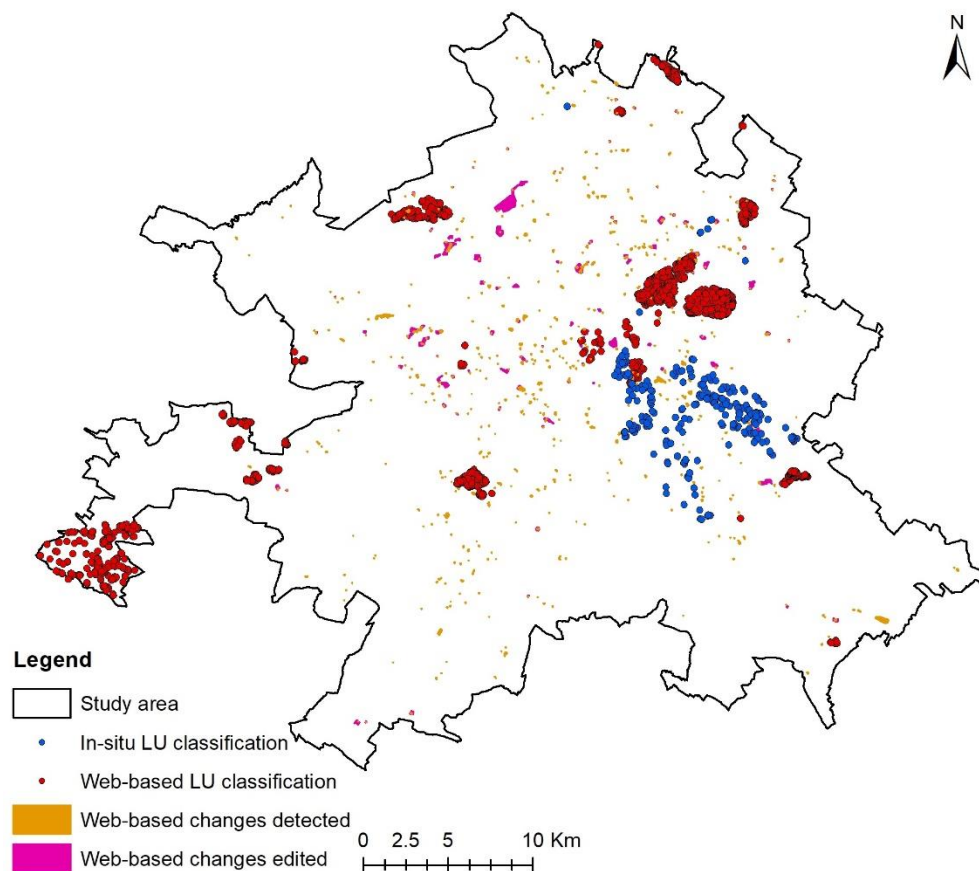 N
Legend
Study area
In-situ LU classification
Web-based LU classification
Web-based changes detected
Web-based changes edited
0 2.5 5 10 Km